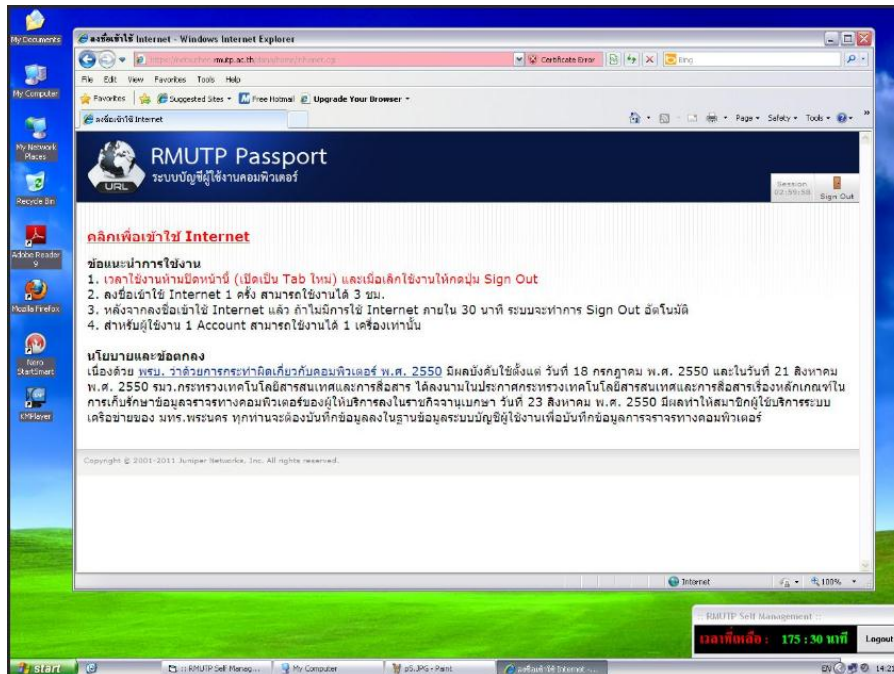 My Documents
My Computer
My Network
Places
Recycle Bin
Adobe Reader
9
Mozilla Firefox
Nero
StartSmart
KMPlayer
ลงชื่อเข้าใช้ Internet - Windows Internet Explorer
rmutp.ac.th
Certificate Error
Bing
File Edit View Favorites Tools Help
Favorites Suggested Sites Free Hotmail Upgrade Your Browser
ลงชื่อเข้าใช้ Internet
Page Safety Tools
URL
RMUTP Passport
ระบบบัญชีผู้ใช้งานคอมพิวเตอร์
Session
02:59:58
Sign Out
คลิกเพื่อเข้าใช้ Internet
ข้อแนะนำการใช้งาน
1. เวลาใช้งานห้ามปิดหน้านี้ (เปิดเป็น Tab ใหม่) และเมื่อเลิกใช้งานให้กดปุ่ม Sign Out
2. ลงชื่อเข้าใช้ Internet 1 ครั้ง สามารถใช้งานได้ 3 ชม.
3. หลังจากลงชื่อเข้าใช้ Internet แล้ว ถ้าไม่มีการใช้ Internet ภายใน 30 นาที ระบบจะทำการ Sign Out อัตโนมัติ
4. สำหรับผู้ใช้งาน 1 Account สามารถใช้งานได้ 1 เครื่องเท่านั้น
นโยบายและข้อตกลง
เนื่องด้วย พรบ. ว่าด้วยการกระทำผิดเกี่ยวกับคอมพิวเตอร์ พ.ศ. 2550 มีผลบังคับใช้ตั้งแต่ วันที่ 18 กรกฎาคม พ.ศ. 2550 และในวันที่ 21 สิงหาคม
พ.ศ. 2550 รมว.กระทรวงเทคโนโลยีสารสนเทศและการสื่อสาร ได้ลงนามในประกาศกระทรวงเทคโนโลยีสารสนเทศและการสื่อสารเรื่องหลักเกณฑ์ใน
การเก็บรักษาข้อมูลจราจรทางคอมพิวเตอร์ของผู้ให้บริการลงในราชกิจจานุเบกษา วันที่ 23 สิงหาคม พ.ศ. 2550 มีผลทำให้สมาชิกผู้ใช้บริการระบบ
เครือข่ายของ มทร.พระนคร ทุกท่านจะต้องบันทึกข้อมูลลงในฐานข้อมูลระบบบัญชีผู้ใช้งานเพื่อบันทึกข้อมูลการจราจรทางคอมพิวเตอร์
Copyright © 2001-2011 Juniper Networks, Inc. All rights reserved.
Internet
100%
:: RMUTP Self Management ::
เวลาที่เหลือ : 175 : 30 นาที
Logout
start
:: RMUTP Self Manag...
My Computer
p5.JPG - Paint
ลงชื่อเข้าใช้ Internet -...
EN
14:21